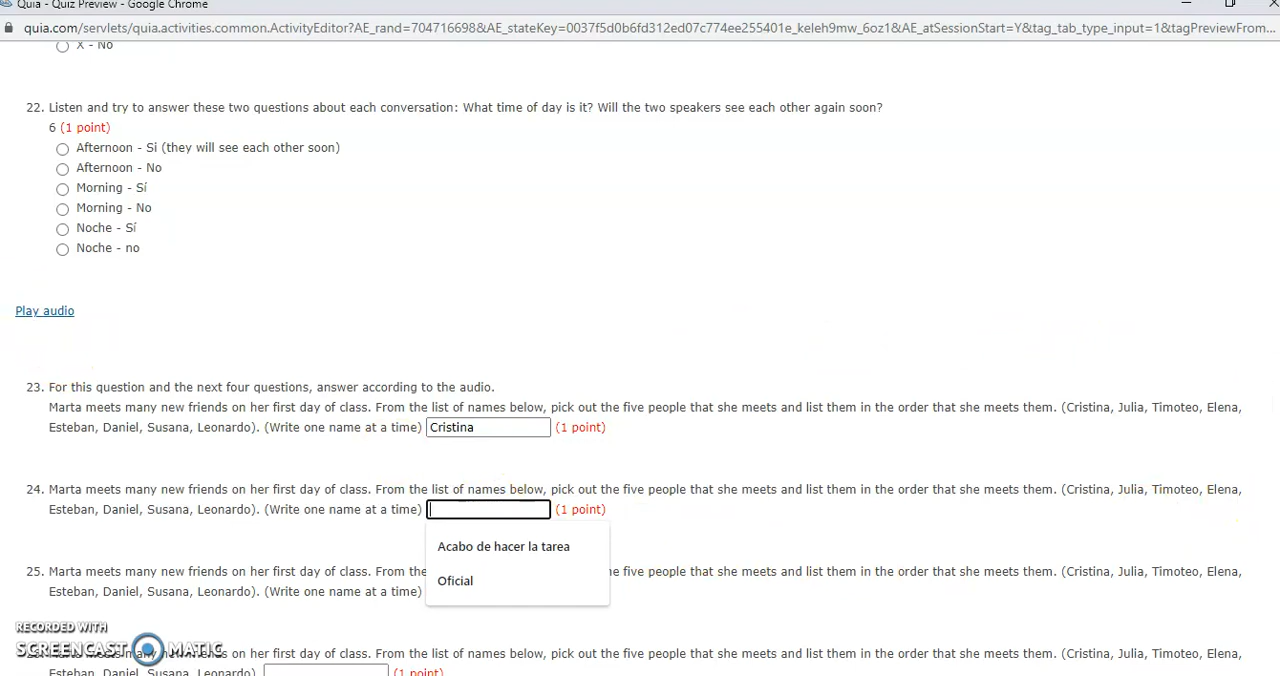 Quia - Quiz Preview - Google Chrome
quia.com/servlets/quia.activities.common.ActivityEditor?AE_rand=704716698&AE_stateKey=0037f5d0b6fd312ed07c774ee255401e_keleh9mw_6oz1&AE_atSessionStart=Y&tag_tab_type_input=1&tagPreviewFrom...
X - No
22. Listen and try to answer these two questions about each conversation: What time of day is it? Will the two speakers see each other again soon?
6 (1 point)
Afternoon - Si (they will see each other soon)
Afternoon - No
Morning - Sí
Morning - No
Noche - Sí
Noche - no
Play audio
23. For this question and the next four questions, answer according to the audio.
Marta meets many new friends on her first day of class. From the list of names below, pick out the five people that she meets and list them in the order that she meets them. (Cristina, Julia, Timoteo, Elena,
Esteban, Daniel, Susana, Leonardo). (Write one name at a time) Cristina (1 point)
24. Marta meets many new friends on her first day of class. From the list of names below, pick out the five people that she meets and list them in the order that she meets them. (Cristina, Julia, Timoteo, Elena,
Esteban, Daniel, Susana, Leonardo). (Write one name at a time) (1 point)
Acabo de hacer la tarea
Oficial
25. Marta meets many new friends on her first day of class. From the he five people that she meets and list them in the order that she meets them. (Cristina, Julia, Timoteo, Elena,
Esteban, Daniel, Susana, Leonardo). (Write one name at a time)
RECORDED WITH
SCREENCAST MATIC
s on her first day of class. From the list of names below, pick out the five people that she meets and list them in the order that she meets them. (Cristina, Julia, Timoteo, Elena,
Esteban, Daniel, Susana, Leonardo) (1 point)